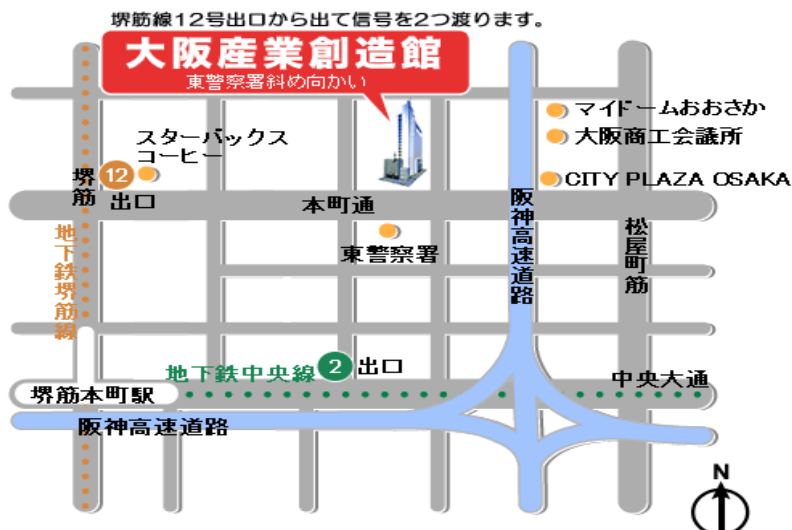 堺筋線12号出口から出て信号を2つ渡ります。
大阪産業創造館
東警察署斜め向かい
マイドームおおさか
大阪商工会議所
スターバックス
コーヒー
堺筋
12
出口
CITY PLAZA OSAKA
本町通
阪神高速道路
松屋町筋
地下鉄堺筋線
東警察署
地下鉄中央線
2
出口
中央大通
堺筋本町駅
阪神高速道路
N